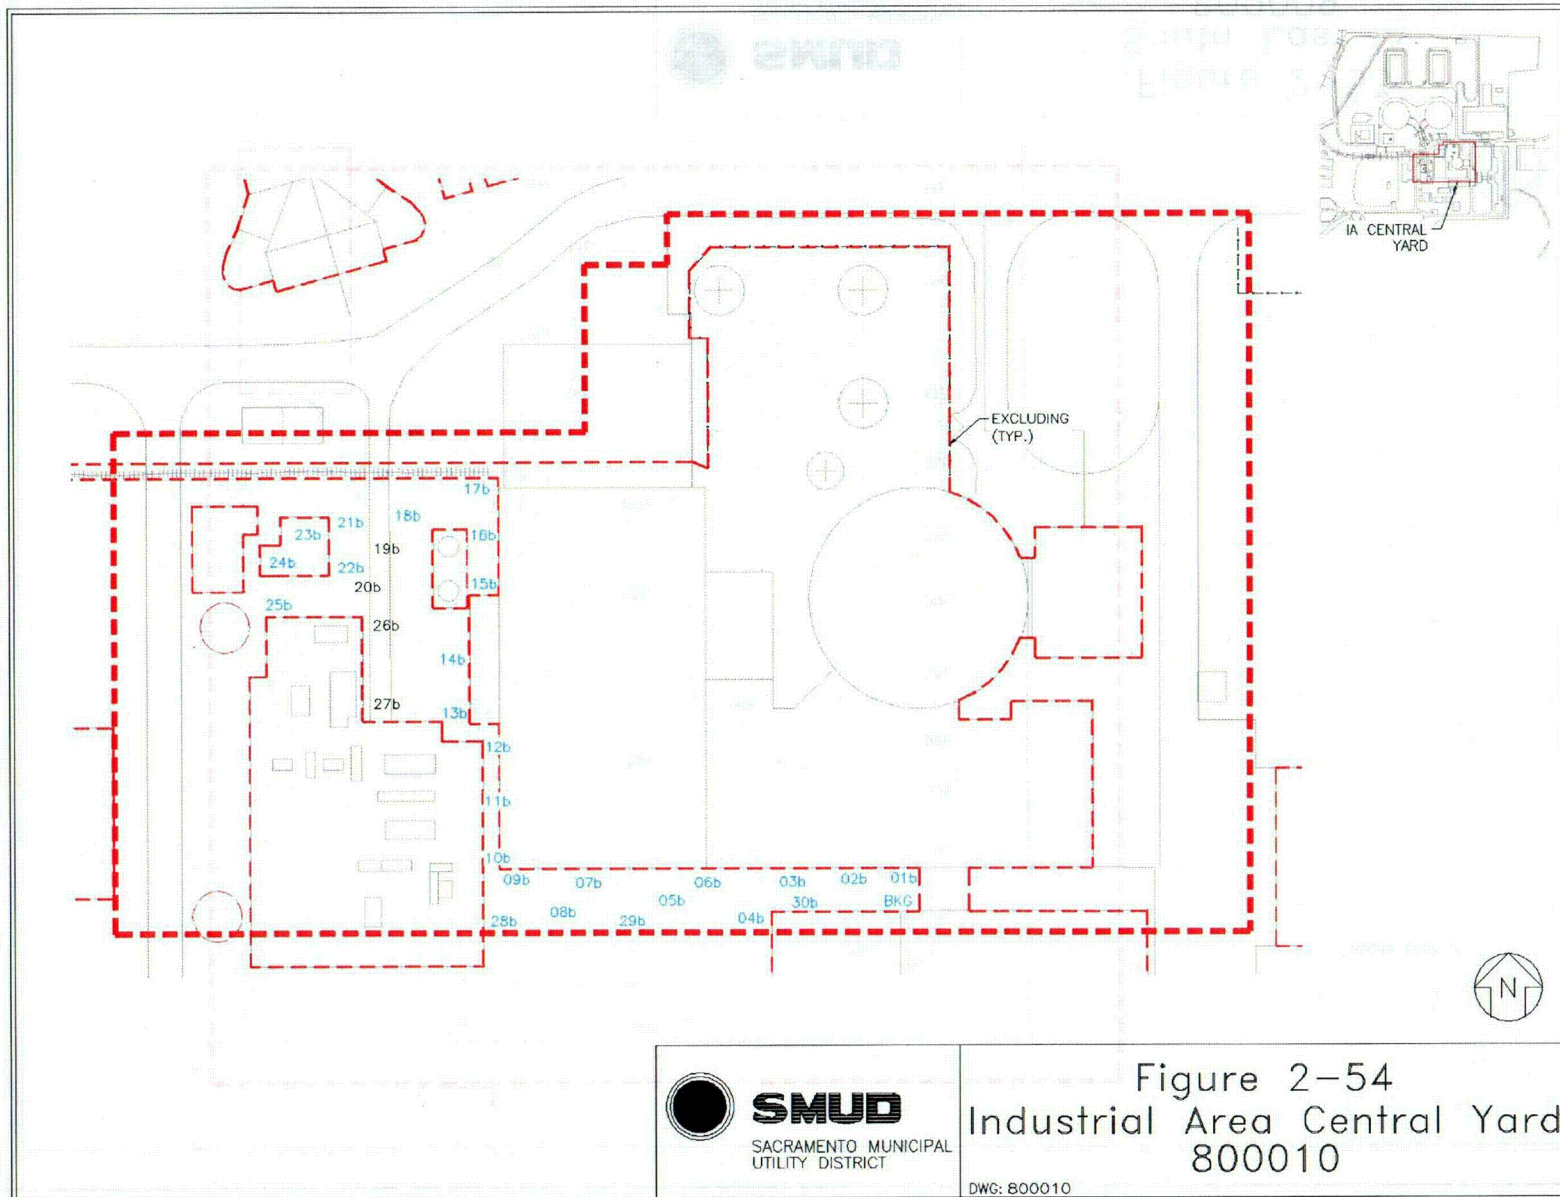 IA CENTRAL
YARD
EXCLUDING
(TYP.)
17b
18b
21b
23b
16b
19b
24b
22b
15b
20b
25b
26b
14b
27b
13b
12b
11b
10b
09b
07b
06b
03b
02b
01b
05b
30b
BKG
08b
28b
29b
04b
N
SMUD
SACRAMENTO MUNICIPAL
UTILITY DISTRICT
Figure 2-54
Industrial Area Central Yard
800010
DWG: 800010